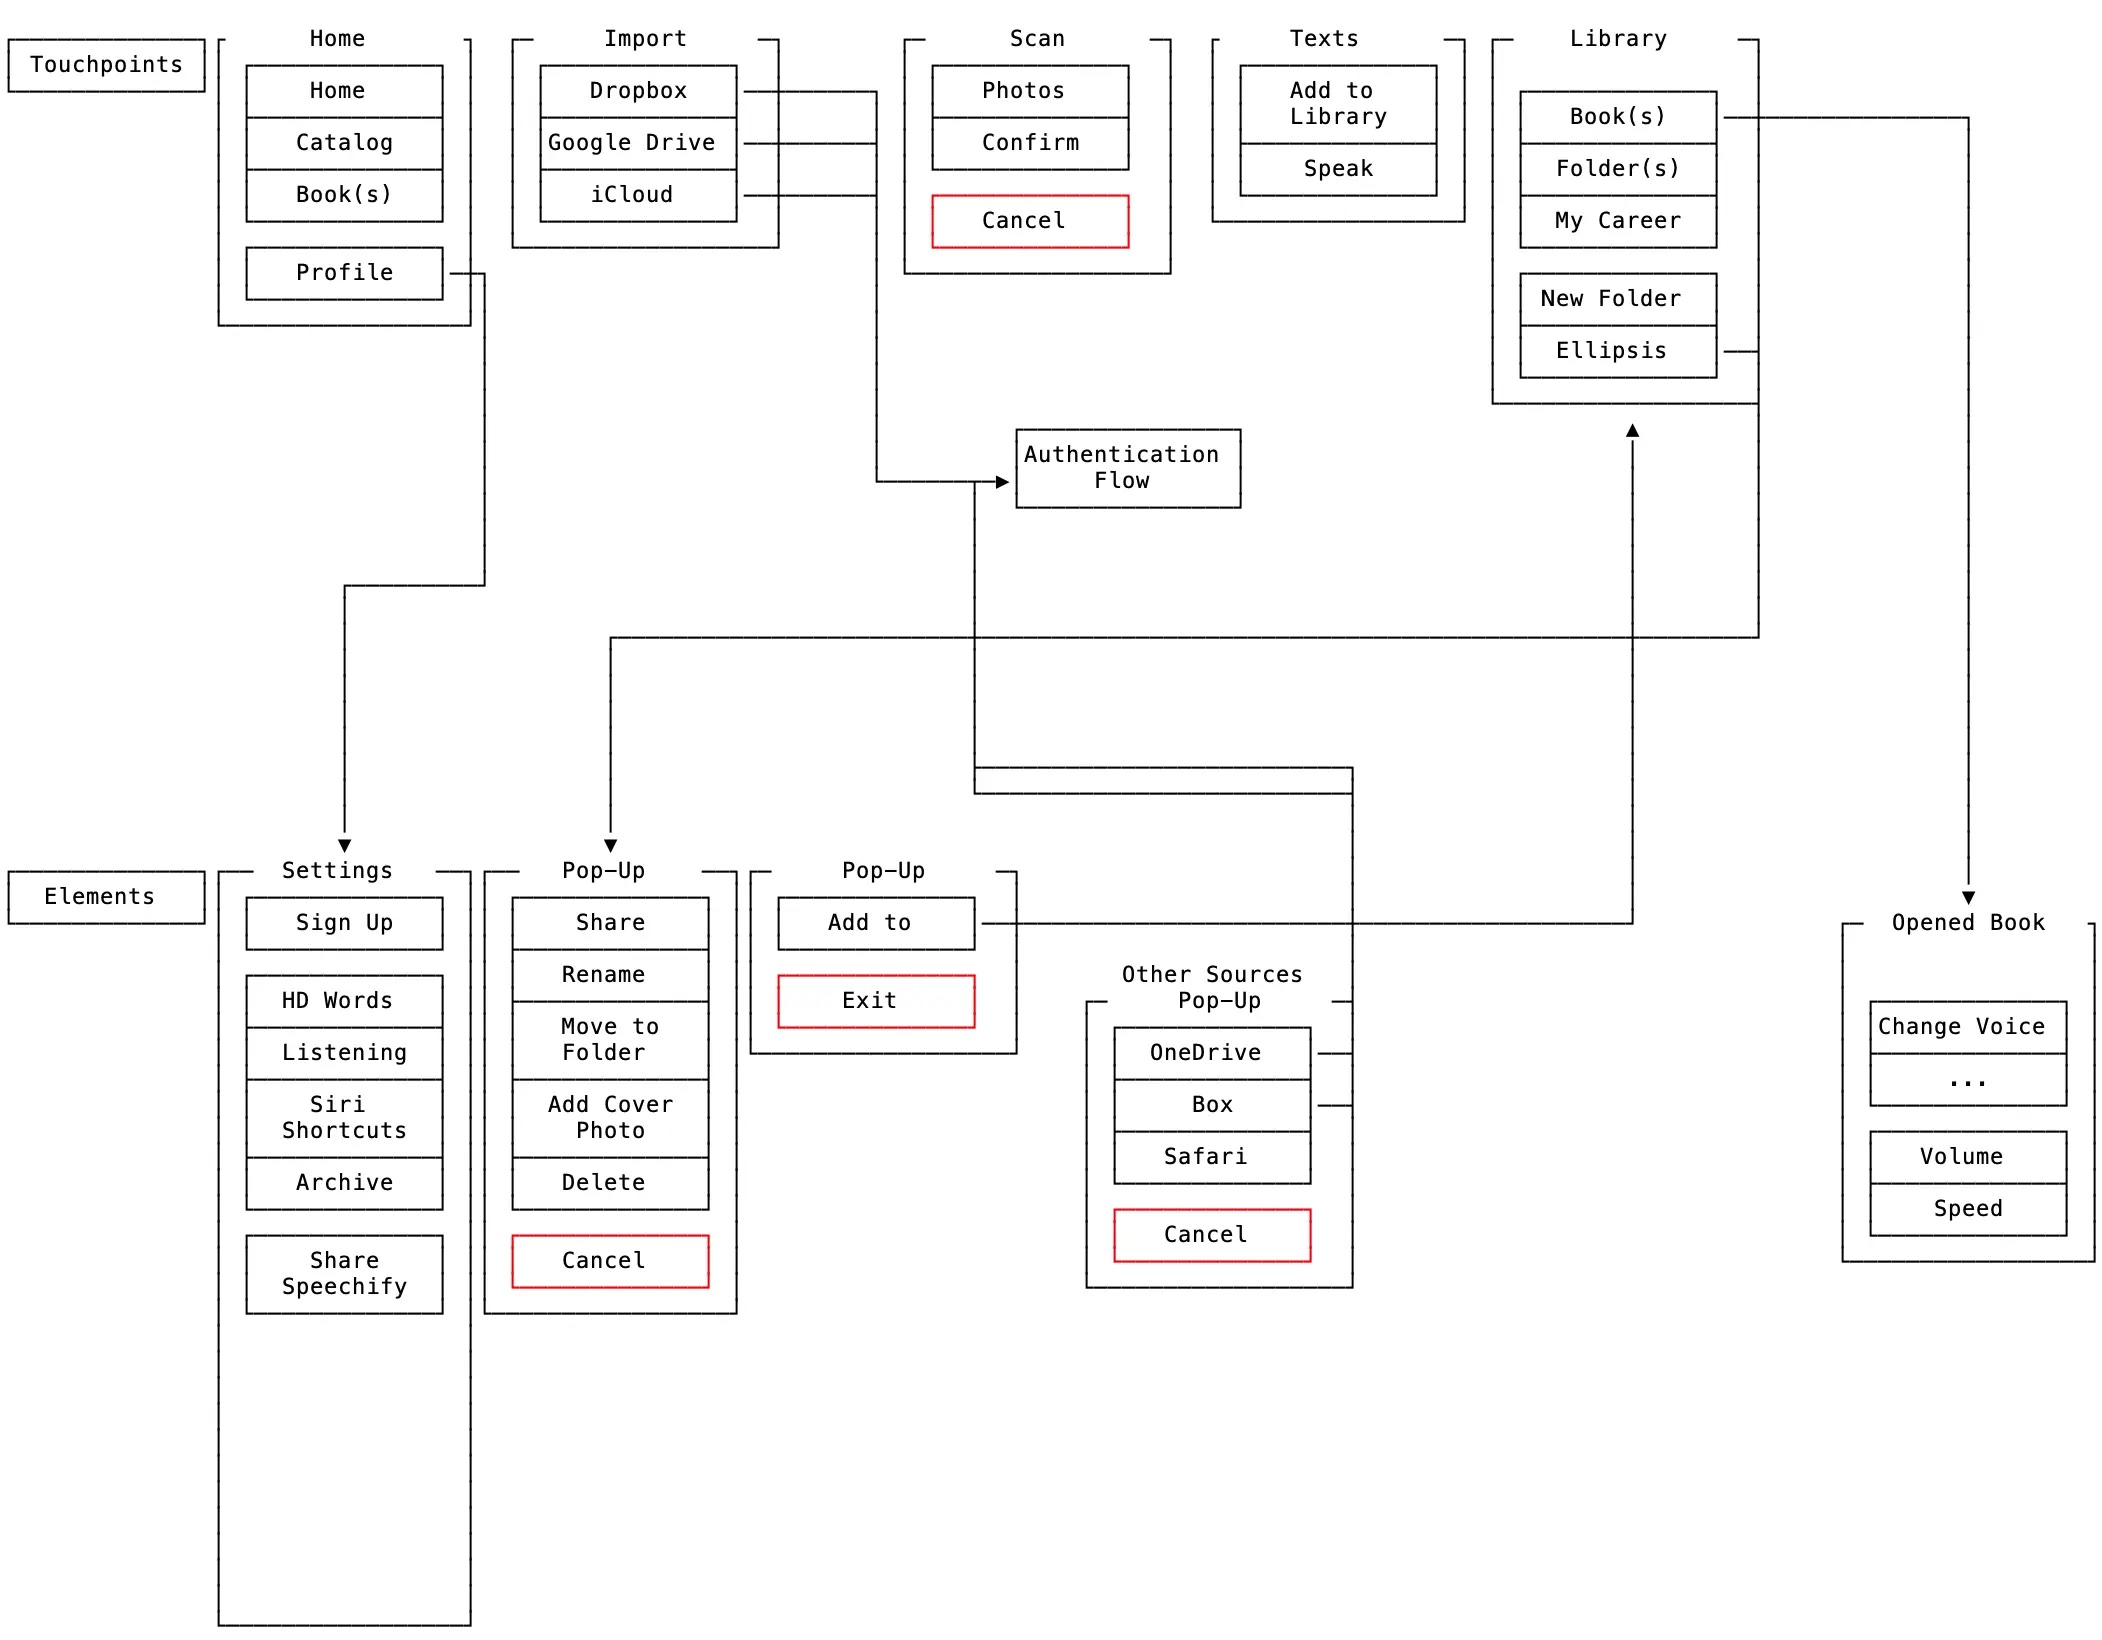 Touchpoints
Home
Home
Catalog
Book(s)
Profile
Import
Dropbox
Google Drive
iCloud
Scan
Photos
Confirm
Cancel
Texts
Add to
Library
Speak
Library
Book(s)
Folder(s)
My Career
New Folder
Ellipsis
Authentication
Flow
Elements
Settings
Sign Up
HD Words
Listening
Siri
Shortcuts
Archive
Share
Speechify
Pop-Up
Share
Rename
Move to
Folder
Add Cover
Photo
Delete
Cancel
Pop-Up
Add to
Exit
Other Sources
Pop-Up
OneDrive
Box
Safari
Cancel
Opened Book
Change Voice
...
Volume
Speed